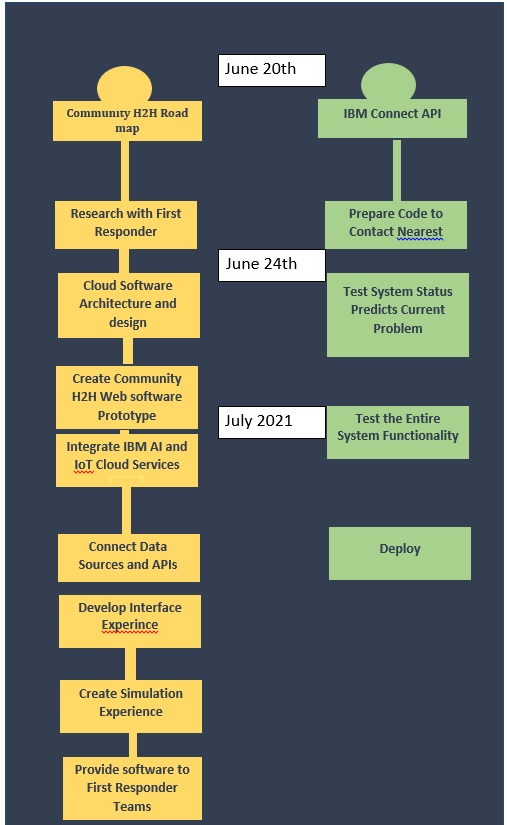 June 20th
Community H2H Road
map
IBM Connect API
Research with First
Responder
Prepare Code to
Contact Nearest
June 24th
Cloud Software
Architecture and
design
Test System Status
Predicts Current
Problem
Create Community
H2H Web software
Prototype
July 2021
Test the Entire
System Functionality
Integrate IBM AI and
IoT Cloud Services
Connect Data
Sources and APIs
Deploy
Develop Interface
Experince
Create Simulation
Experience
Provide software to
First Responder
Teams